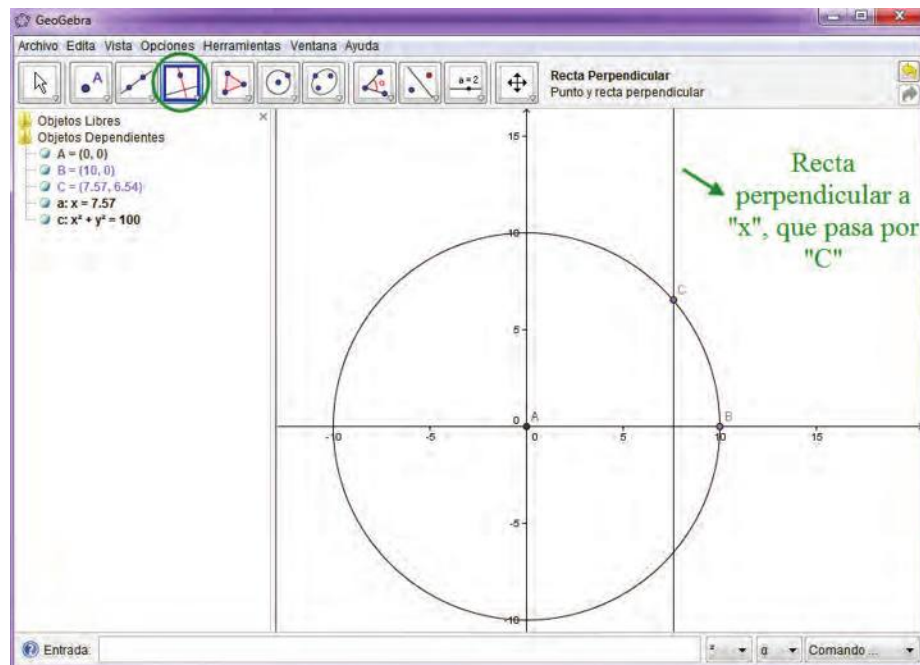 GeoGebra
Archivo Edita Vista Opciones Herramientas Ventana Ayuda
A
α
a=2
Recta Perpendicular
Punto y recta perpendicular
Objetos Libres
Objetos Dependientes
A = (0, 0)
B = (10, 0)
C = (7.57, 6.54)
a: x = 7.57
c: x² + y² = 100
Recta
perpendicular a
"x", que pasa por
"C"
15
10
C
5
0 A B
-10 -5 0 5 10 15
-5
-10
Entrada:
² α Comando ...